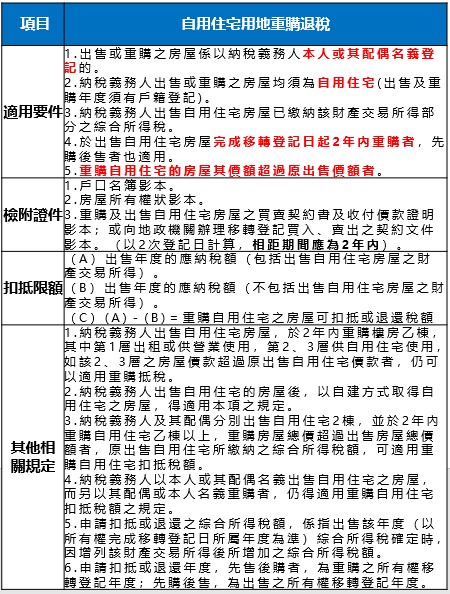 項目
自用住宅用地重購退稅
適用要件
1.出售或重購之房屋係以納稅義務人本人或其配偶名義登
記的。
2.納稅義務人出售或重購之房屋均須為自用住宅(出售及重
購年度須有戶籍登記)。
3.納稅義務人出售自用住宅房屋已繳納該財產交易所得部
分之綜合所得稅。
4.於出售自用住宅房屋完成移轉登記日起2年內重購者，先
購後售者也適用。
5.重購自用住宅的房屋其價額超過原出售價額者。
檢附證件
1.戶口名簿影本。
2.房屋所有權狀影本。
3.重購及出售自用住宅房屋之買賣契約書及收付價款證明
影本；或向地政機關辦理移轉登記買入、賣出之契約文件
影本。（以2次登記日計算，相距期間應為2年內）。
扣抵限額
（A）出售年度的應納稅額（包括出售自用住宅房屋之財
產交易所得）。
（B）出售年度的應納稅額（不包括出售自用住宅房屋之財
產交易所得）。
（C）(A)－(B)＝重購自用住宅之房屋可扣抵或退還稅額
其他相
關規定
1.納稅義務人出售自用住宅房屋，於2年內重購樓房乙棟，
其中第1層出租或供營業使用，第2、3層供自用住宅使用，
如該2、3層之房屋價款超過原出售自用住宅價款者，仍可
以適用重購抵稅。
2.納稅義務人出售自用住宅的房屋後，以自建方式取得自
用住宅之房屋，得適用本項之規定。
3.納稅義務人及其配偶分別出售自用住宅2棟，並於2年內
重購自用住宅乙棟以上，重購房屋總價超過出售房屋總價
額者，原出售自用住宅所繳納之綜合所得稅額，可適用重
購自用住宅扣抵稅額。
4.納稅義務人以本人或其配偶名義出售自用住宅之房屋，
而另以其配偶或本人名義重購者，仍得適用重購自用住宅
扣抵稅額之規定。
5.申請扣抵或退還之綜合所得稅額，係指出售該年度（以
所有權完成移轉登記日所屬年度為準）綜合所得稅確定時，
因增列該財產交易所得後所增加之綜合所得稅額。
6.申請扣抵或退還年度，先售後購者，為重購之所有權移
轉登記年度；先購後售，為出售之所有權移轉登記年度。